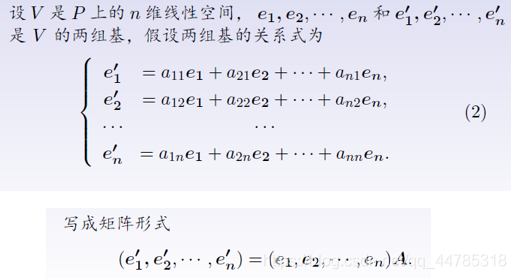 设 V 是 P 上的 n 维线性空间， e₁,e₂,⋯,eₙ 和 e′₁,e′₂,⋯,e′ₙ
是 V 的两组基，假设两组基的关系式为
e′₁ = a₁₁e₁ + a₂₁e₂ + ⋯ + aₙ₁eₙ,
e′₂ = a₁₂e₁ + a₂₂e₂ + ⋯ + aₙ₂eₙ,
(2)
⋯ ⋯
e′ₙ = a₁ₙe₁ + a₂ₙe₂ + ⋯ + aₙₙeₙ.
写成矩阵形式
(e′₁,e′₂,⋯,e′ₙ) = (e₁,e₂,⋯,eₙ)A.
qq_44785318